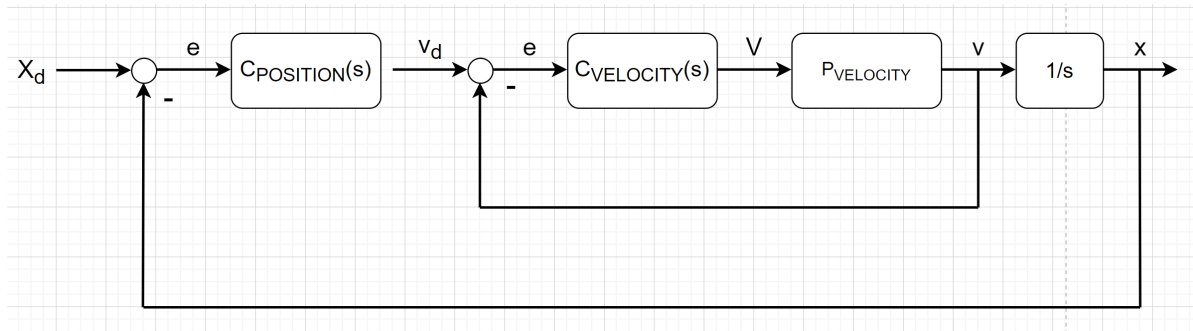 X_d
e
C_POSITION(s)
v_d
e
C_VELOCITY(s)
V
P_VELOCITY
v
1/s
x
-
-